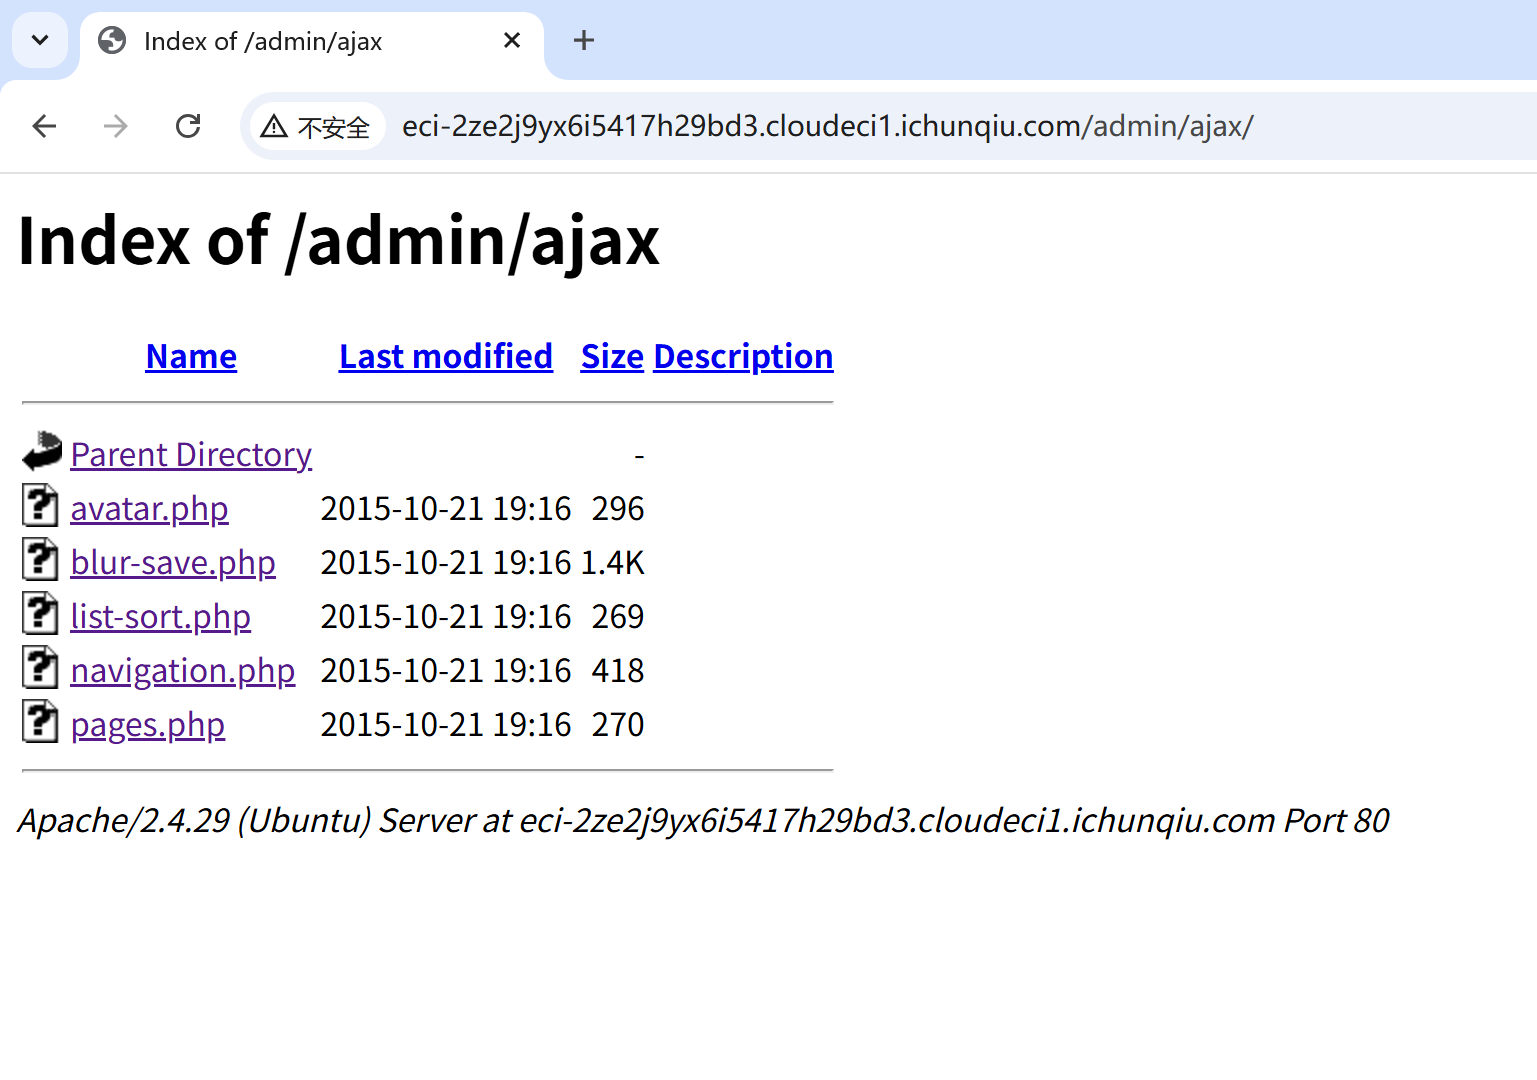 Index of /admin/ajax
不安全 eci-2ze2j9yx6i5417h29bd3.cloudeci1.ichunqiu.com/admin/ajax/
Index of /admin/ajax
Name Last modified Size Description
Parent Directory -
avatar.php 2015-10-21 19:16 296
blur-save.php 2015-10-21 19:16 1.4K
list-sort.php 2015-10-21 19:16 269
navigation.php 2015-10-21 19:16 418
pages.php 2015-10-21 19:16 270
Apache/2.4.29 (Ubuntu) Server at eci-2ze2j9yx6i5417h29bd3.cloudeci1.ichunqiu.com Port 80